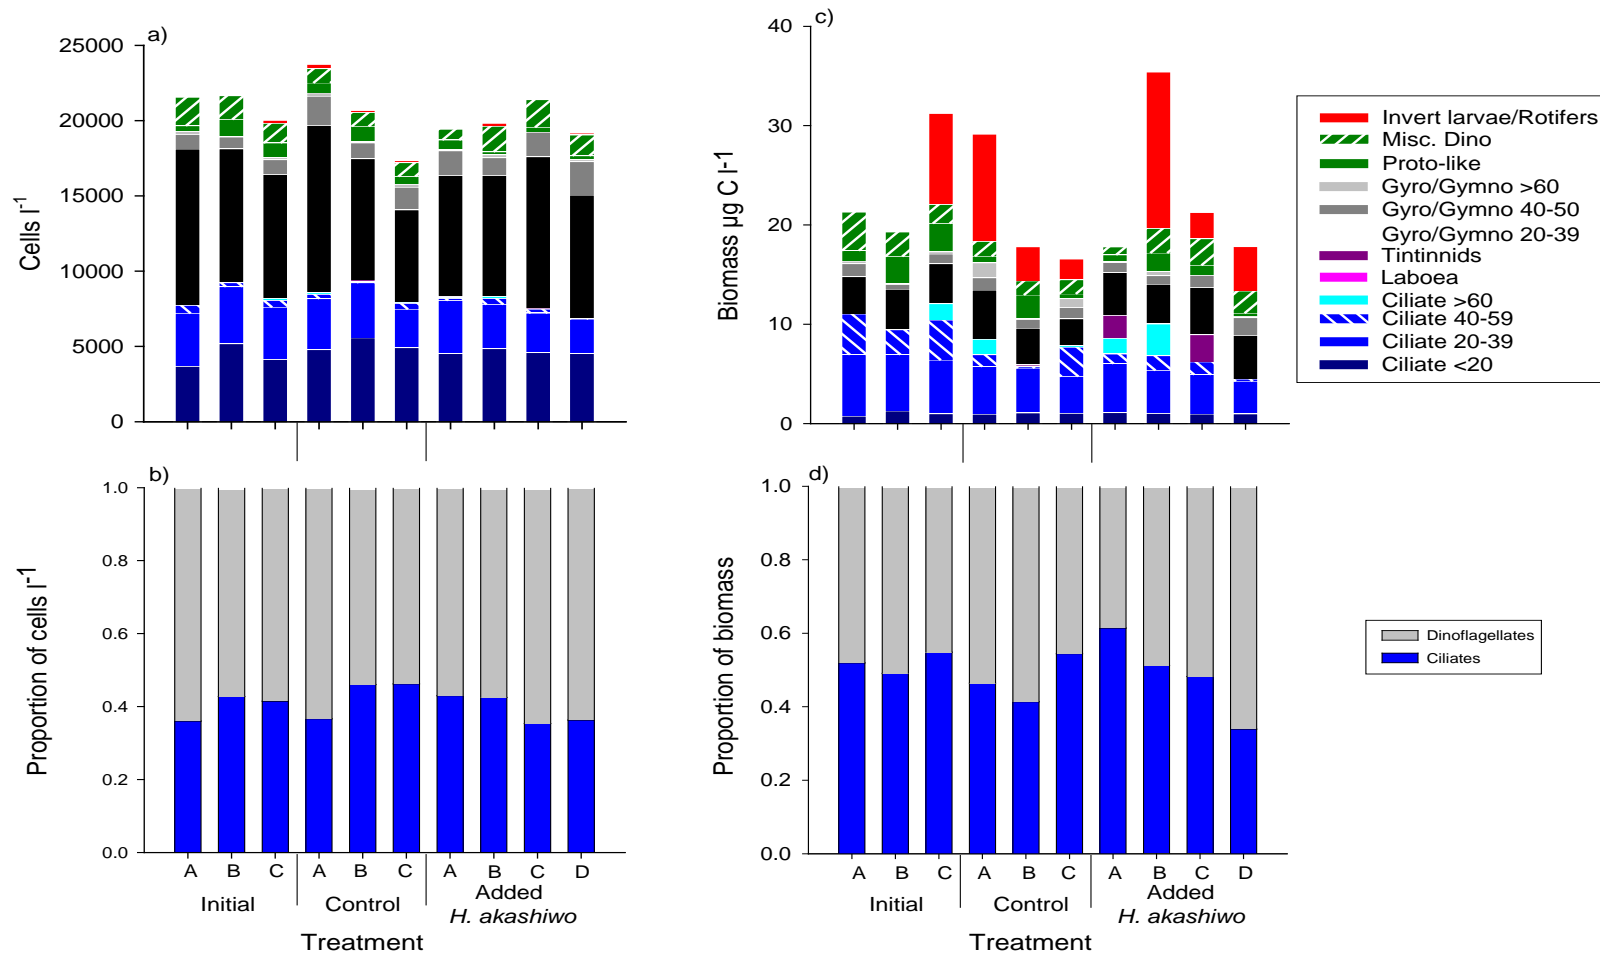 a)
25000
20000
15000
10000
5000
0
Cells l-1
b)
1.0
0.8
0.6
0.4
0.2
0.0
Proportion of cells l-1
A B C A B C A B C D
Initial Control Added
H. akashiwo
Treatment
c)
40
30
20
10
0
Biomass µg C l-1
d)
1.0
0.8
0.6
0.4
0.2
0.0
Proportion of biomass
A B C A B C A B C D
Initial Control Added
H. akashiwo
Treatment
Invert larvae/Rotifers
Misc. Dino
Proto-like
Gyro/Gymno >60
Gyro/Gymno 40-50
Gyro/Gymno 20-39
Tintinnids
Laboea
Ciliate >60
Ciliate 40-59
Ciliate 20-39
Ciliate <20
Dinoflagellates
Ciliates